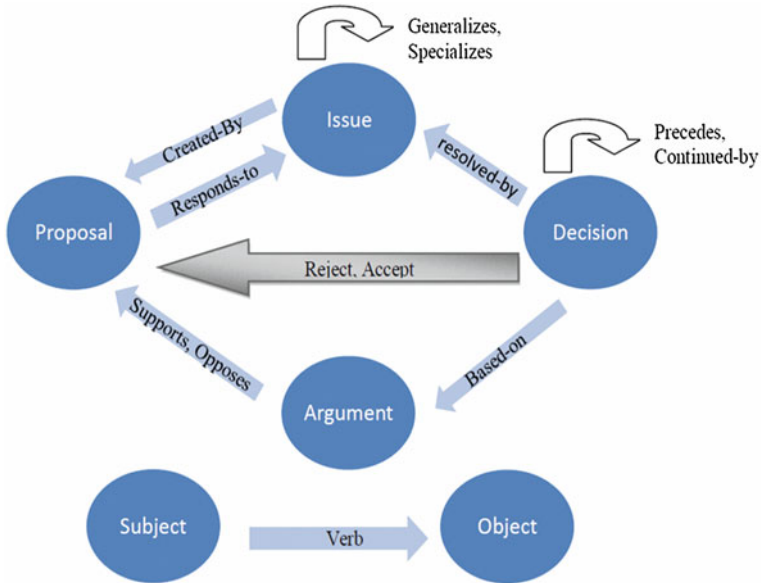 Generalizes,
Specializes
Issue
Created-By
Responds-to
resolved-by
Precedes,
Continued-by
Proposal
Decision
Reject, Accept
Supports, Opposes
Based-on
Argument
Subject
Verb
Object